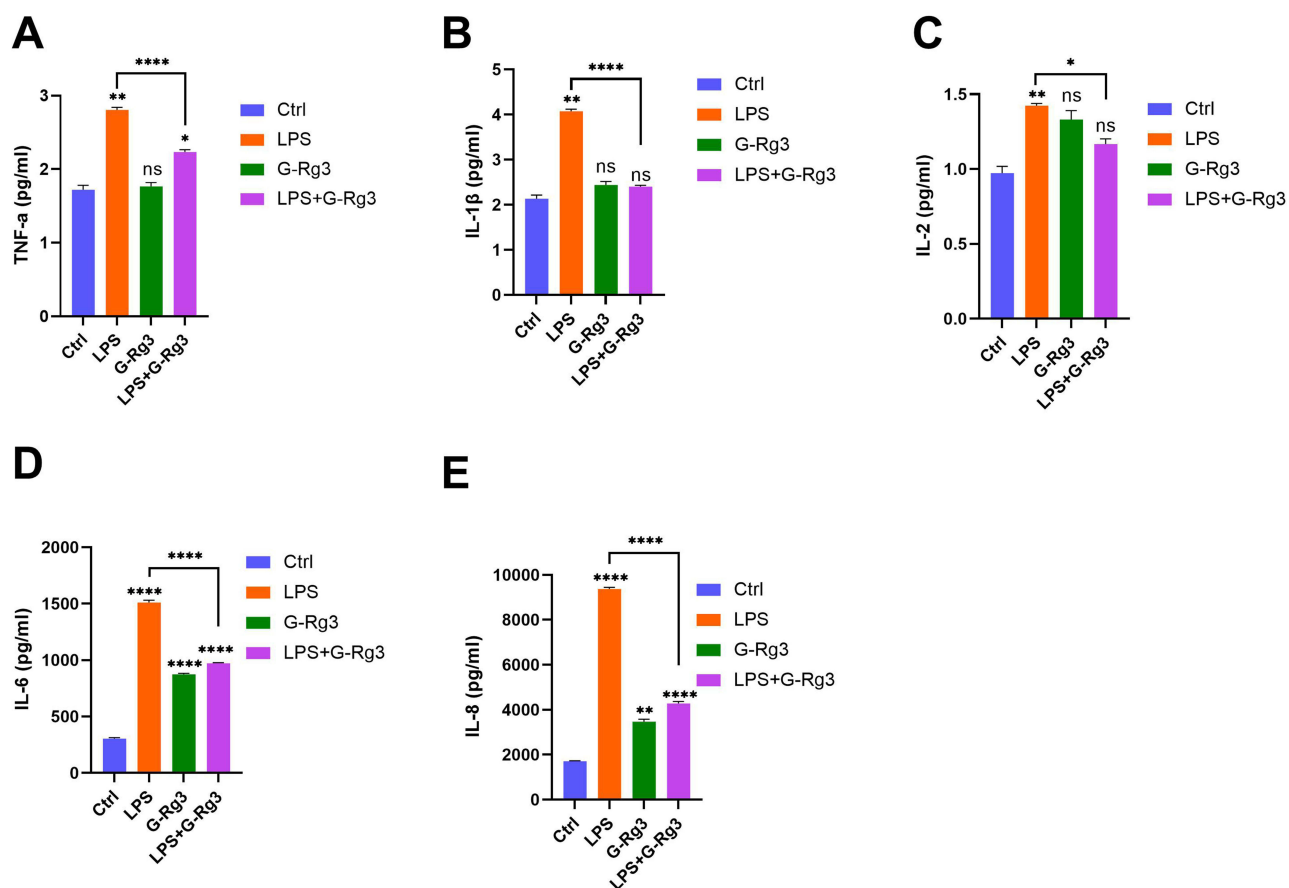 A
****
TNF-a (pg/ml)
3
2
1
0
**
ns
*
Ctrl
LPS
G-Rg3
LPS+G-Rg3
Ctrl
LPS
G-Rg3
LPS+G-Rg3
B
****
IL-1β (pg/ml)
5
4
3
2
1
0
**
ns
ns
Ctrl
LPS
G-Rg3
LPS+G-Rg3
Ctrl
LPS
G-Rg3
LPS+G-Rg3
C
*
IL-2 (pg/ml)
1.5
1.0
0.5
0.0
**
ns
ns
Ctrl
LPS
G-Rg3
LPS+G-Rg3
Ctrl
LPS
G-Rg3
LPS+G-Rg3
D
****
IL-6 (pg/ml)
2000
1500
1000
500
0
****
****
****
Ctrl
LPS
G-Rg3
LPS+G-Rg3
Ctrl
LPS
G-Rg3
LPS+G-Rg3
E
****
IL-8 (pg/ml)
10000
8000
6000
4000
2000
0
****
**
****
Ctrl
LPS
G-Rg3
LPS+G-Rg3
Ctrl
LPS
G-Rg3
LPS+G-Rg3